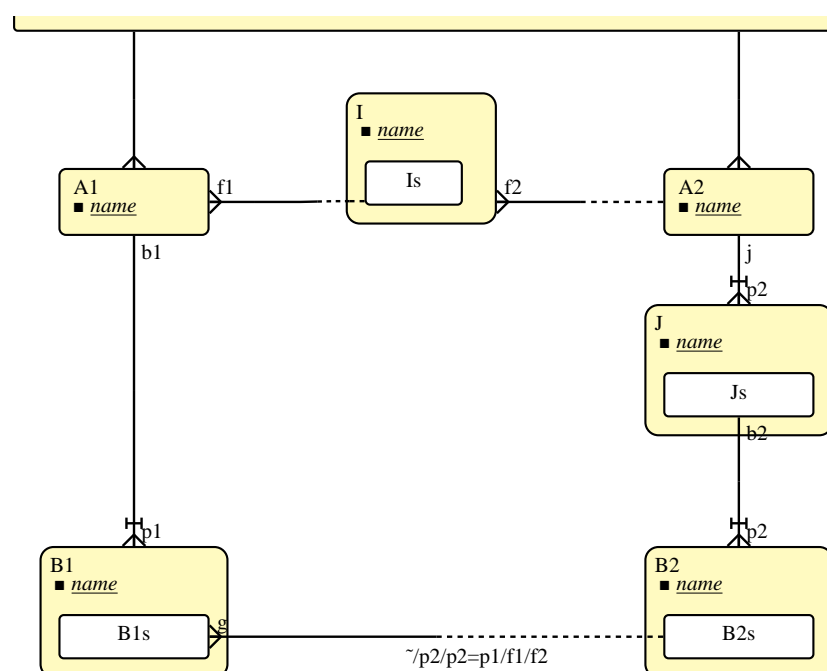 I
name
Is
A1
name
f1
f2
A2
name
b1
j
p2
J
name
Js
b2
p1
p2
B1
name
B1s
g
B2
name
B2s
~/p2/p2=p1/f1/f2